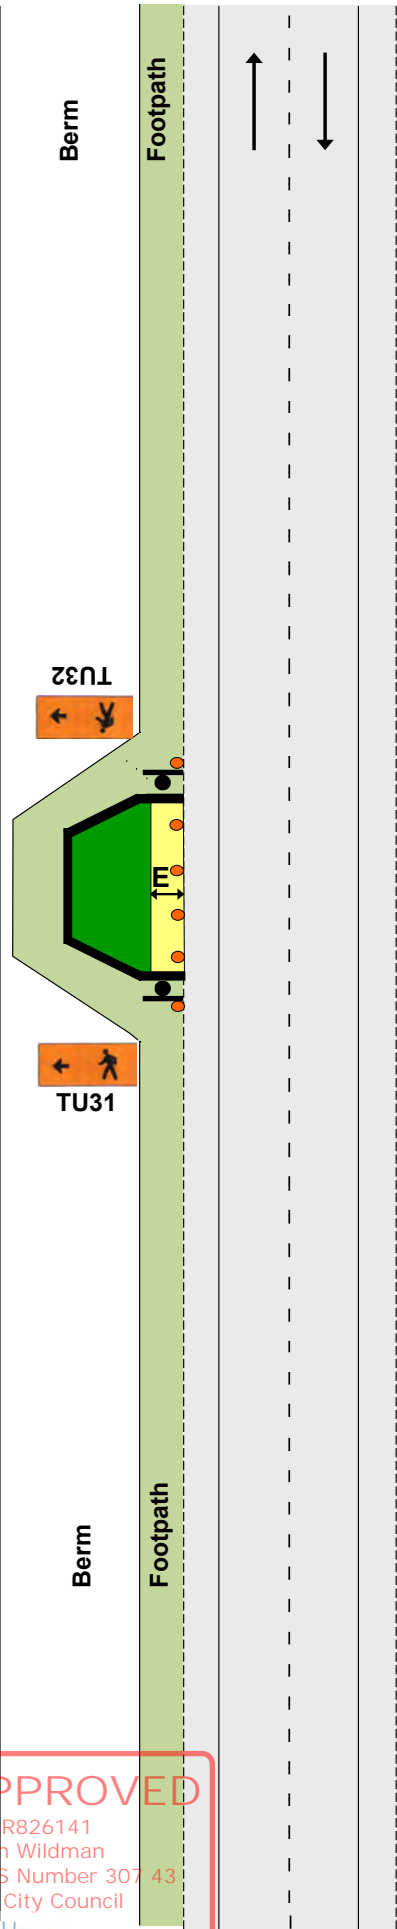 Berm
Footpath
TU32
E
TU31
Berm
Footpath
PPROVED
R826141
n Wildman
S Number 307 43
City Council